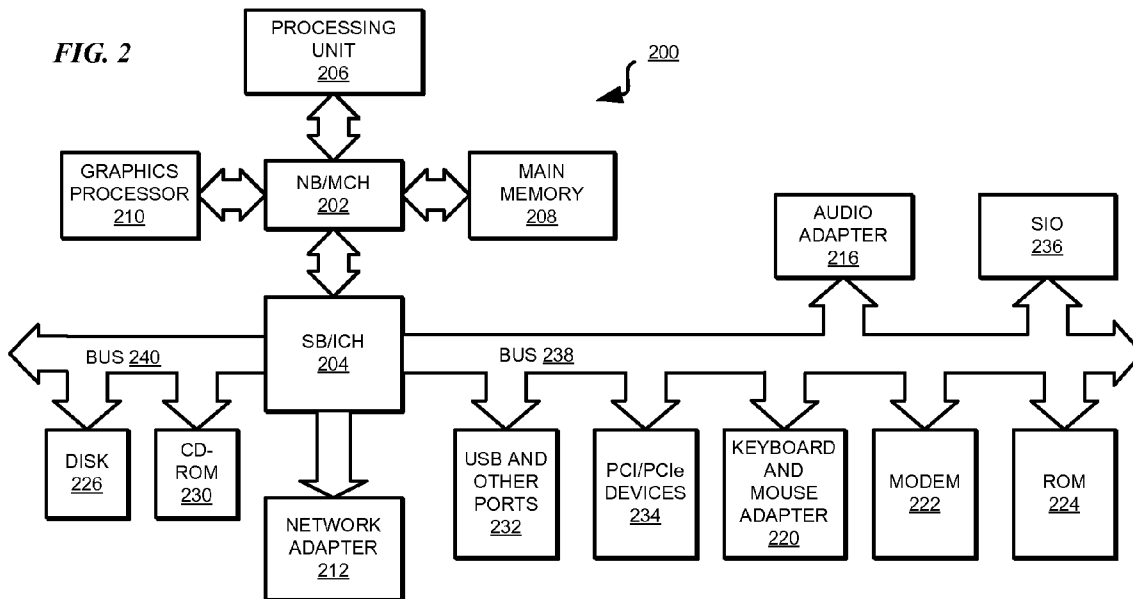 FIG. 2
PROCESSING
UNIT
206
200
GRAPHICS
PROCESSOR
210
NB/MCH
202
MAIN
MEMORY
208
AUDIO
ADAPTER
216
SIO
236
SB/ICH
204
BUS 240
BUS 238
DISK
226
CD-
ROM
230
NETWORK
ADAPTER
212
USB AND
OTHER
PORTS
232
PCI/PCIe
DEVICES
234
KEYBOARD
AND
MOUSE
ADAPTER
220
MODEM
222
ROM
224